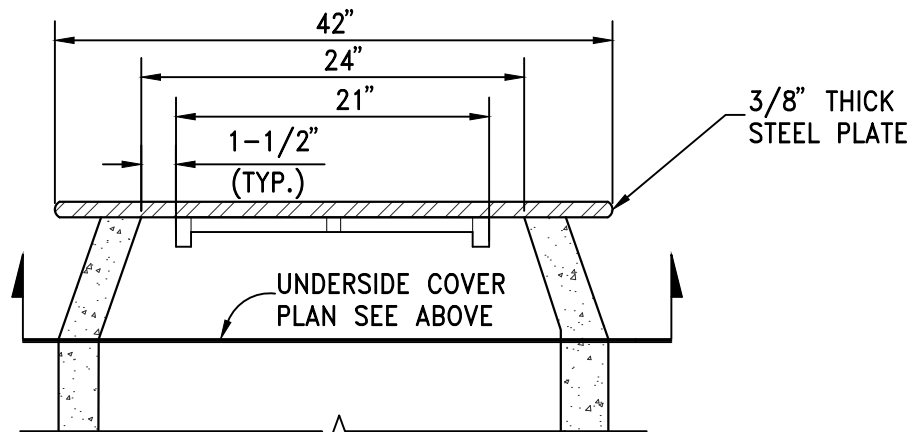 42”
24”
21”
1-1/2”
(TYP.)
3/8" THICK
STEEL PLATE
UNDERSIDE COVER
PLAN SEE ABOVE